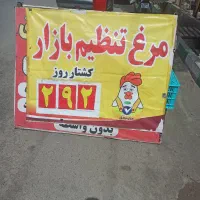 مرغ تنظیم بازار
کشتار روز
۲۹۲
بدون واسطه